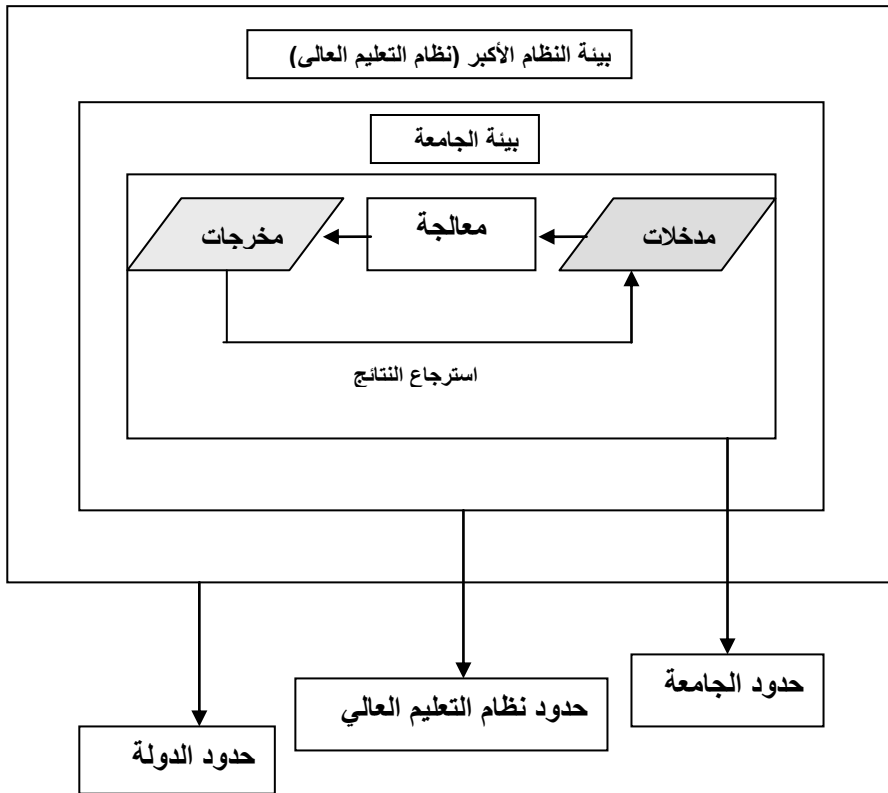 بيئة النظام الأكبر (نظام التعليم العالى)
بيئة الجامعة
مدخلات
معالجة
مخرجات
استرجاع النتائج
حدود الجامعة
حدود نظام التعليم العالي
حدود الدولة